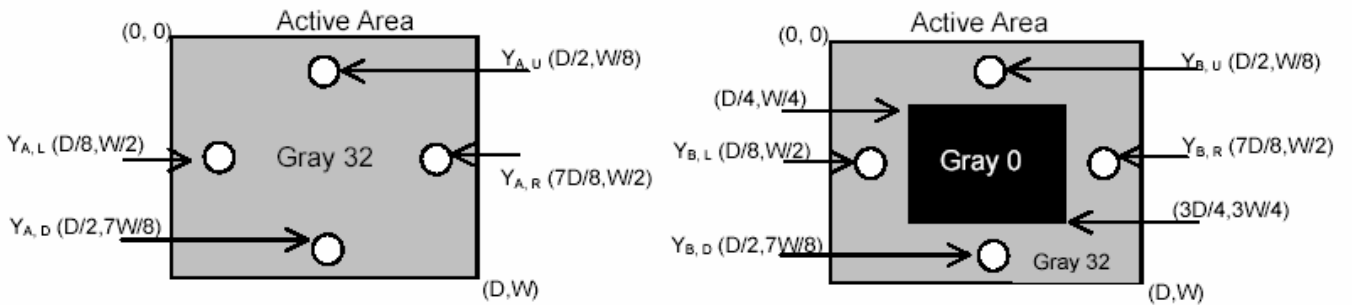 Active Area
(0, 0)
Y_A, U (D/2,W/8)
Y_A, L (D/8,W/2)
Gray 32
Y_A, R (7D/8,W/2)
Y_A, D (D/2,7W/8)
(D,W)
Active Area
(0, 0)
Y_B, U (D/2,W/8)
(D/4,W/4)
Y_B, L (D/8,W/2)
Gray 0
Y_B, R (7D/8,W/2)
(3D/4,3W/4)
Y_B, D (D/2,7W/8)
Gray 32
(D,W)